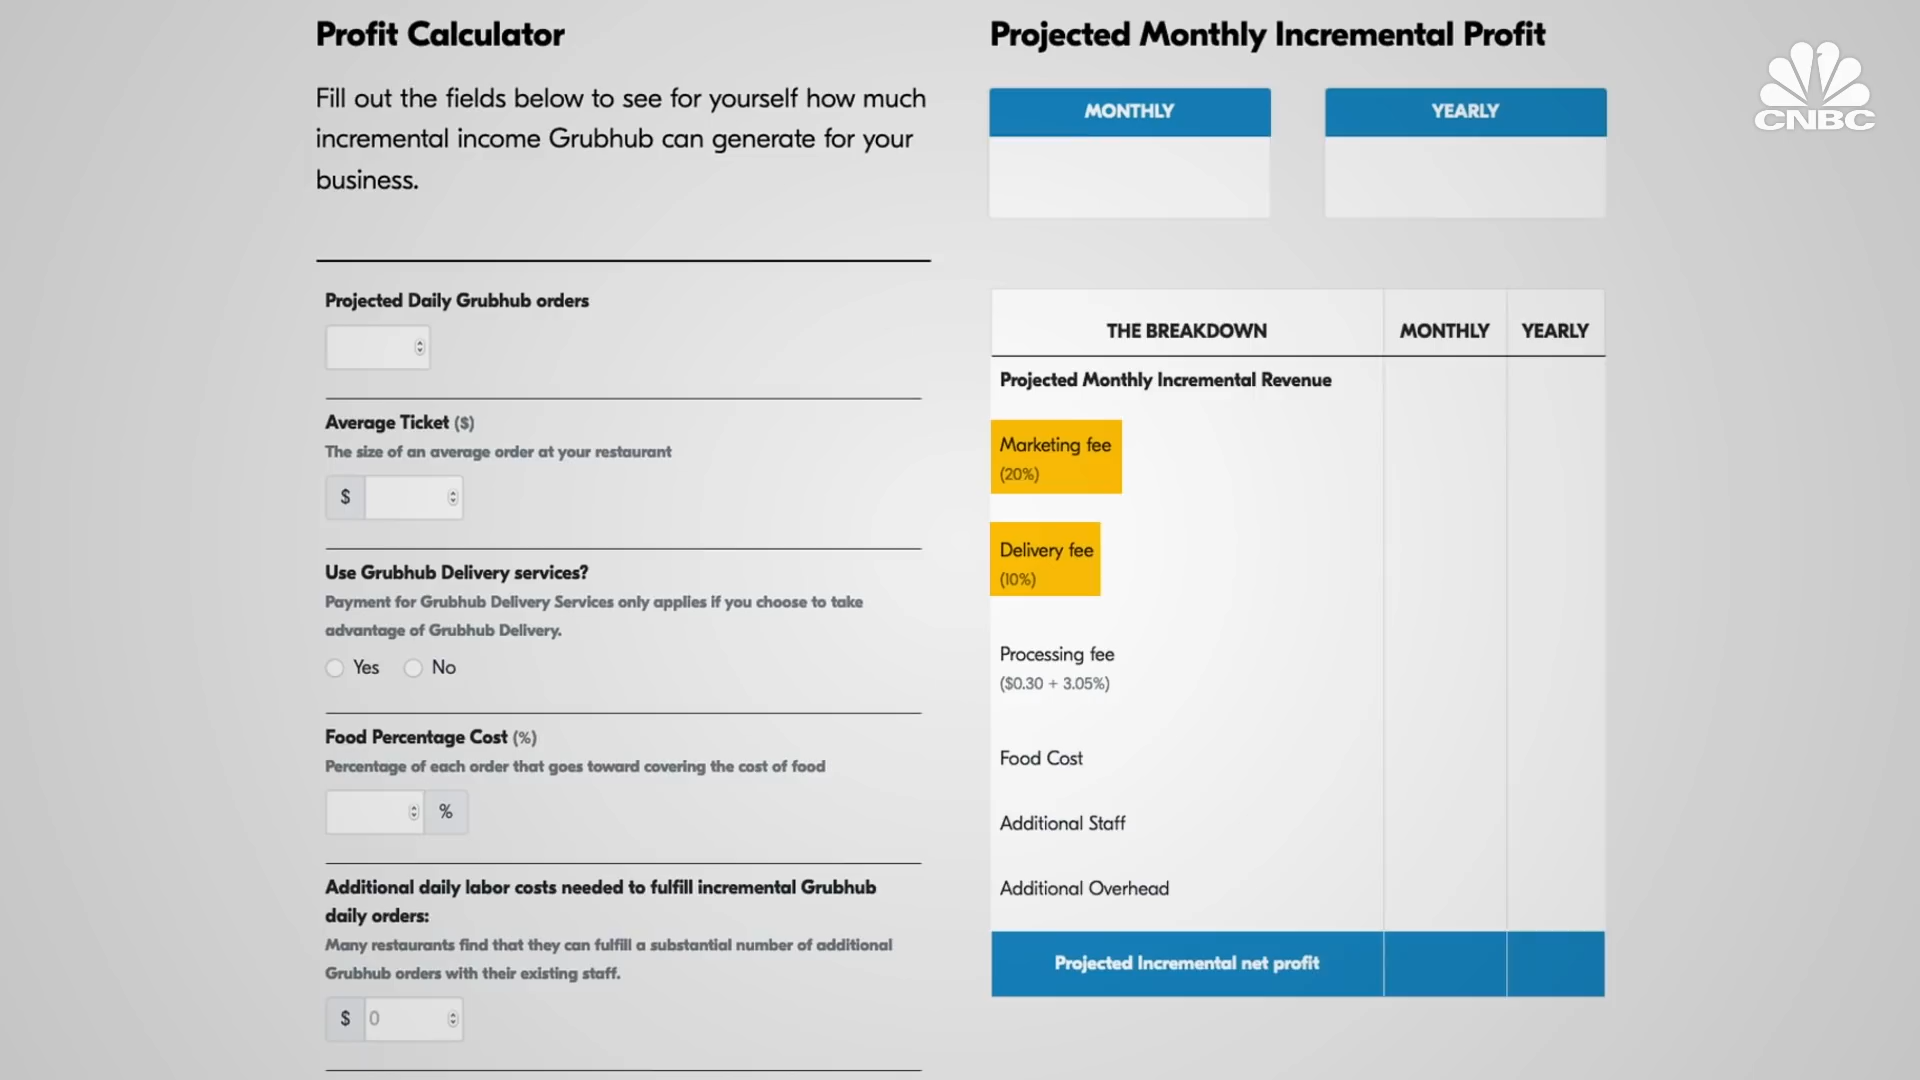 Profit Calculator
Fill out the fields below to see for yourself how much
incremental income Grubhub can generate for your
business.
Projected Daily Grubhub orders
Average Ticket ($)
The size of an average order at your restaurant
$
Use Grubhub Delivery services?
Payment for Grubhub Delivery Services only applies if you choose to take
advantage of Grubhub Delivery.
Yes No
Food Percentage Cost (%)
Percentage of each order that goes toward covering the cost of food
%
Additional daily labor costs needed to fulfill incremental Grubhub
daily orders:
Many restaurants find that they can fulfill a substantial number of additional
Grubhub orders with their existing staff.
$ 0
Projected Monthly Incremental Profit
MONTHLY YEARLY
THE BREAKDOWN MONTHLY YEARLY
Projected Monthly Incremental Revenue
Marketing fee
(20%)
Delivery fee
(10%)
Processing fee
($0.30 + 3.05%)
Food Cost
Additional Staff
Additional Overhead
Projected Incremental net profit
CNBC